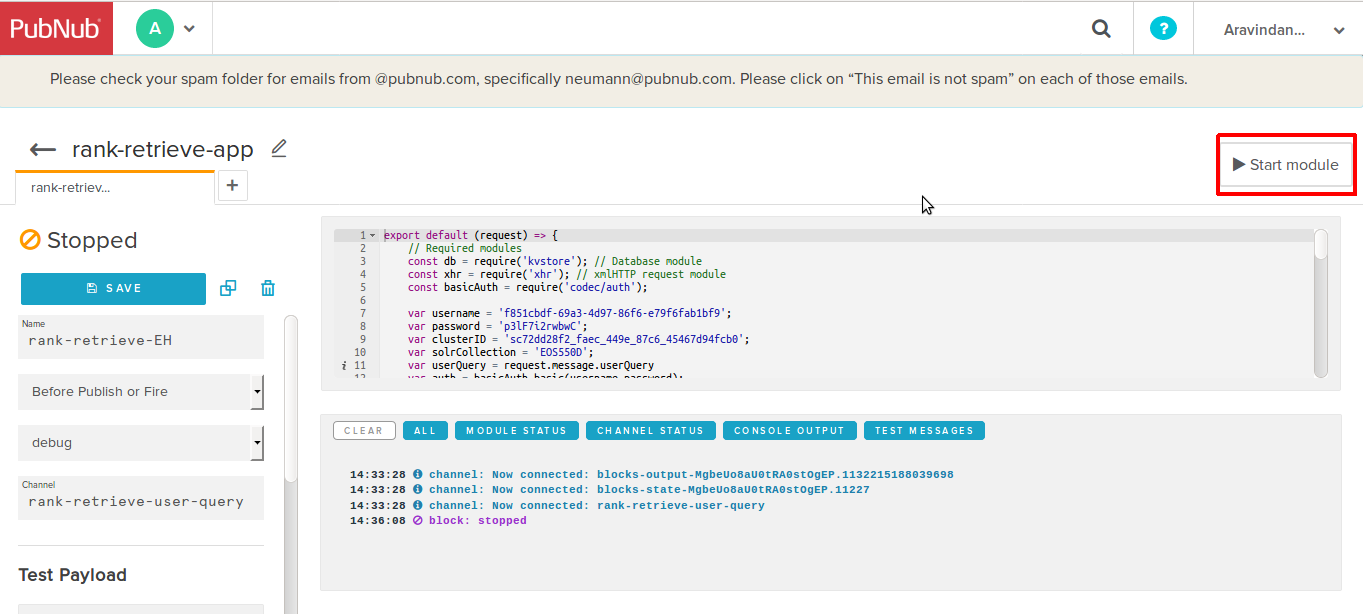 PubNub
A
?
Aravindan...
Please check your spam folder for emails from @pubnub.com, specifically neumann@pubnub.com. Please click on “This email is not spam” on each of those emails.
rank-retrieve-app
Start module
rank-retriev...
+
Stopped
SAVE
Name
rank-retrieve-EH
Before Publish or Fire
debug
Channel
rank-retrieve-user-query
Test Payload
1 export default (request) => {
2 // Required modules
3 const db = require('kvstore'); // Database module
4 const xhr = require('xhr'); // xmlHTTP request module
5 const basicAuth = require('codec/auth');
6
7 var username = 'f851cbdf-69a3-4d97-86f6-e79f6fab1bf9';
8 var password = 'p3lF7i2rwbwC';
9 var clusterID = 'sc72dd28f2_faec_449e_87c6_45467d94fcb0';
10 var solrCollection = 'EOS550D';
i 11 var userQuery = request.message.userQuery
12 var auth = basicAuth.basic(username,password);
CLEAR ALL MODULE STATUS CHANNEL STATUS CONSOLE OUTPUT TEST MESSAGES
14:33:28 channel: Now connected: blocks-output-MgbeUo8aU0tRA0stOgEP.1132215188039698
14:33:28 channel: Now connected: blocks-state-MgbeUo8aU0tRA0stOgEP.11227
14:33:28 channel: Now connected: rank-retrieve-user-query
14:36:08 block: stopped